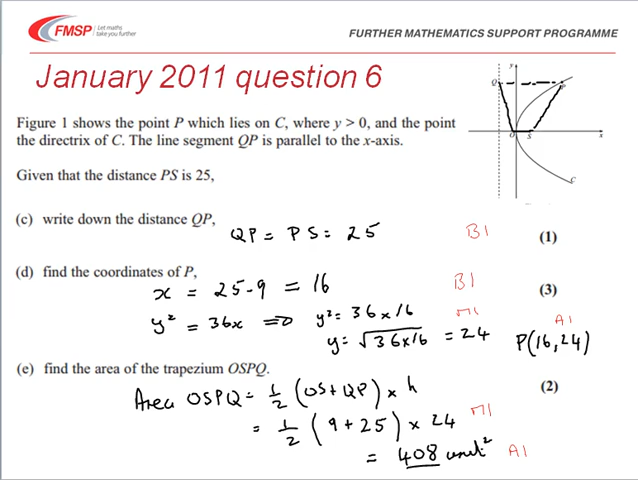 FMSP Let maths take you further
FURTHER MATHEMATICS SUPPORT PROGRAMME
January 2011 question 6
Figure 1 shows the point P which lies on C, where y > 0, and the point
the directrix of C. The line segment QP is parallel to the x-axis.
Given that the distance PS is 25,
y
Q
P
O
S
x
C
(c) write down the distance QP,
QP = PS = 25 B1 (1)
(d) find the coordinates of P,
x = 25-9 = 16 B1 (3)
y² = 36x => y² = 36x16 M1
y = √36x16 = 24 A1 P(16,24)
(e) find the area of the trapezium OSPQ.
(2)
Area OSPQ = 1/2 (OS + QP) x h
= 1/2 (9 + 25) x 24 M1
= 408 unit² A1